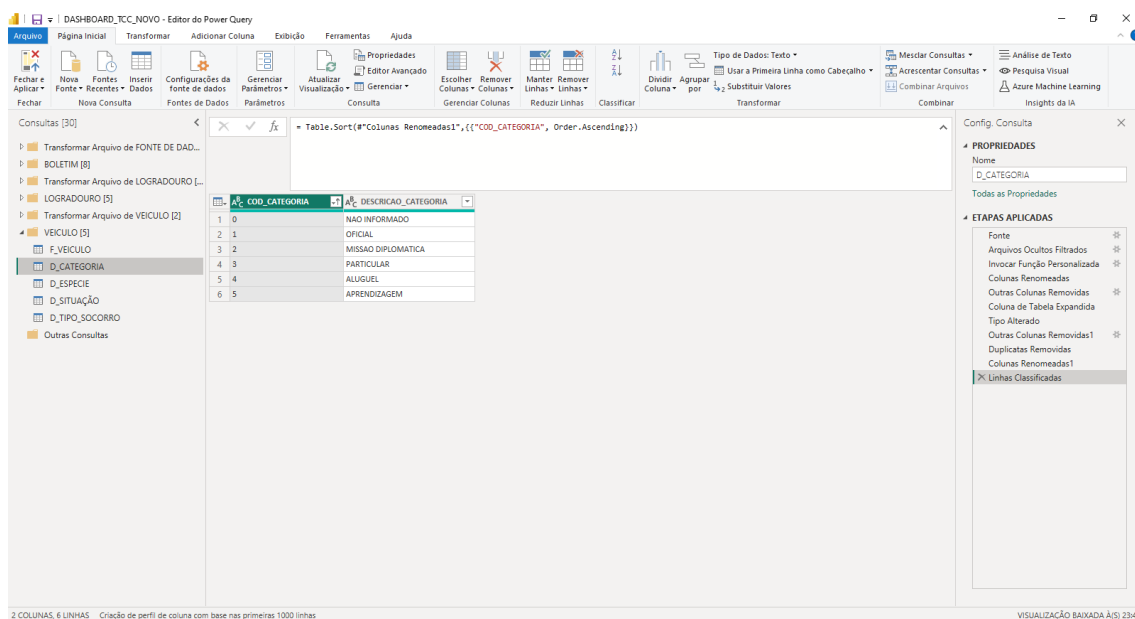 DASHBOARD_TCC_NOVO - Editor do Power Query
Arquivo Página Inicial Transformar Adicionar Coluna Exibição Ferramentas Ajuda
Fechar e Aplicar
Nova Fonte
Fontes Recentes
Inserir Dados
Configurações da fonte de dados
Gerenciar Parâmetros
Atualizar Visualização
Propriedades
Editor Avançado
Gerenciar
Escolher Colunas
Remover Colunas
Manter Linhas
Remover Linhas
Dividir Coluna
Agrupar por
Tipo de Dados: Texto
Usar a Primeira Linha como Cabeçalho
Substituir Valores
Mesclar Consultas
Acrescentar Consultas
Combinar Arquivos
Análise de Texto
Pesquisa Visual
Azure Machine Learning
Fechar Nova Consulta Fontes de Dados Parâmetros Consulta Gerenciar Colunas Reduzir Linhas Classificar Transformar Combinar Insights da IA
Consultas [30]
Transformar Arquivo de FONTE DE DAD...
BOLETIM [8]
Transformar Arquivo de LOGRADOURO [...
LOGRADOURO [5]
Transformar Arquivo de VEICULO [2]
VEICULO [5]
F_VEICULO
D_CATEGORIA
D_ESPECIE
D_SITUAÇÃO
D_TIPO_SOCORRO
Outras Consultas
fx = Table.Sort(#"Colunas Renomeadas1",{{"COD_CATEGORIA", Order.Ascending}})
COD_CATEGORIA DESCRICAO_CATEGORIA
1 0 NAO INFORMADO
2 1 OFICIAL
3 2 MISSAO DIPLOMATICA
4 3 PARTICULAR
5 4 ALUGUEL
6 5 APRENDIZAGEM
Config. Consulta
PROPRIEDADES
Nome
D_CATEGORIA
Todas as Propriedades
ETAPAS APLICADAS
Fonte
Arquivos Ocultos Filtrados
Invocar Função Personalizada
Colunas Renomeadas
Outras Colunas Removidas
Coluna de Tabela Expandida
Tipo Alterado
Outras Colunas Removidas1
Duplicatas Removidas
Colunas Renomeadas1
Linhas Classificadas
2 COLUNAS, 6 LINHAS Criação de perfil de coluna com base nas primeiras 1000 linhas
VISUALIZAÇÃO BAIXADA À(S)